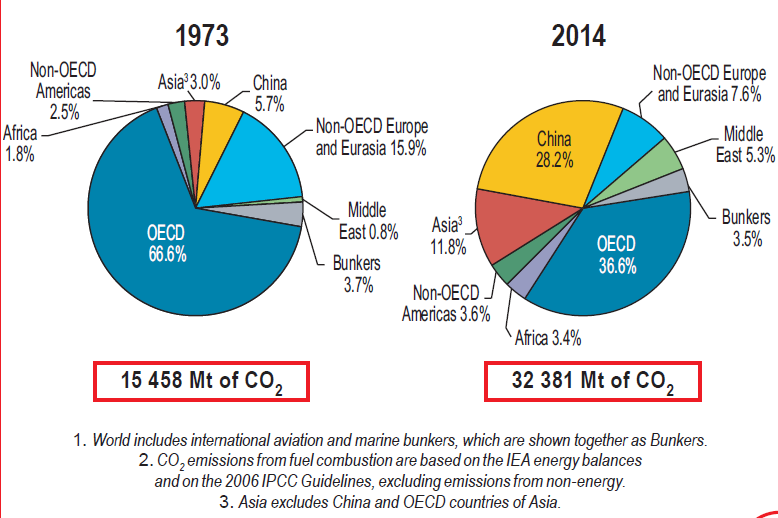 1973
Non-OECD
Americas
2.5%
Asia³ 3.0%
China
5.7%
Africa
1.8%
Non-OECD Europe
and Eurasia 15.9%
Middle
East 0.8%
Bunkers
3.7%
OECD
66.6%
15 458 Mt of CO₂
2014
Non-OECD Europe
and Eurasia 7.6%
China
28.2%
Middle
East 5.3%
Bunkers
3.5%
Asia³
11.8%
OECD
36.6%
Non-OECD
Americas 3.6%
Africa 3.4%
32 381 Mt of CO₂
1. World includes international aviation and marine bunkers, which are shown together as Bunkers.
2. CO₂ emissions from fuel combustion are based on the IEA energy balances
and on the 2006 IPCC Guidelines, excluding emissions from non-energy.
3. Asia excludes China and OECD countries of Asia.